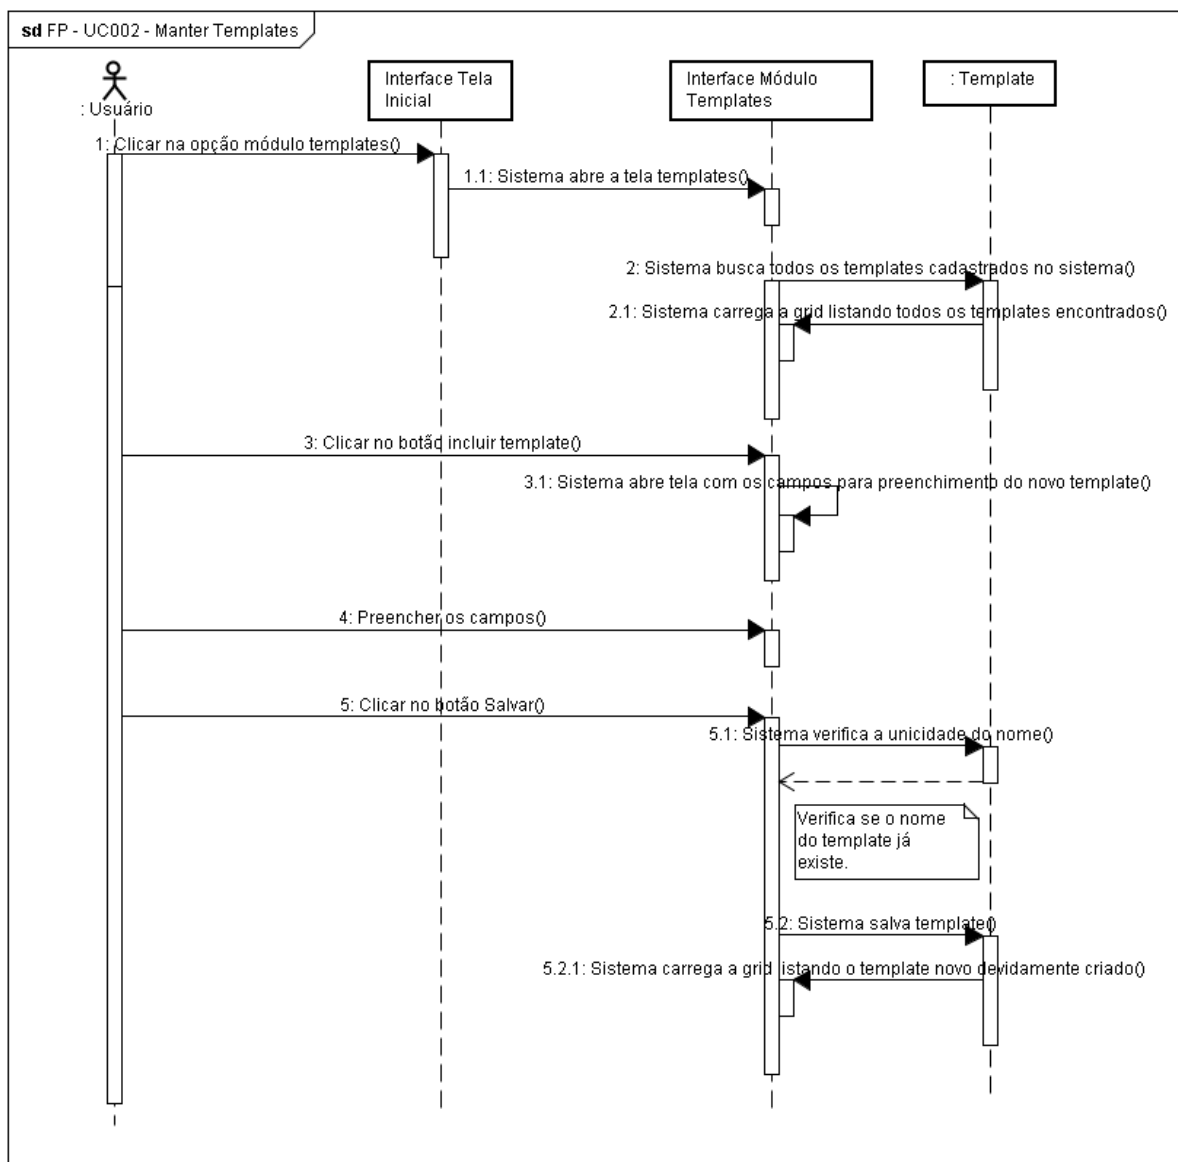 sd FP - UC002 - Manter Templates
: Usuário
Interface Tela
Inicial
Interface Módulo
Templates
: Template
1: Clicar na opção módulo templates()
1.1: Sistema abre a tela templates()
2: Sistema busca todos os templates cadastrados no sistema()
2.1: Sistema carrega a grid listando todos os templates encontrados()
3: Clicar no botão incluir template()
3.1: Sistema abre tela com os campos para preenchimento do novo template()
4: Preencher os campos()
5: Clicar no botão Salvar()
5.1: Sistema verifica a unicidade do nome()
Verifica se o nome
do template já
existe.
5.2: Sistema salva template()
5.2.1: Sistema carrega a grid listando o template novo devidamente criado()